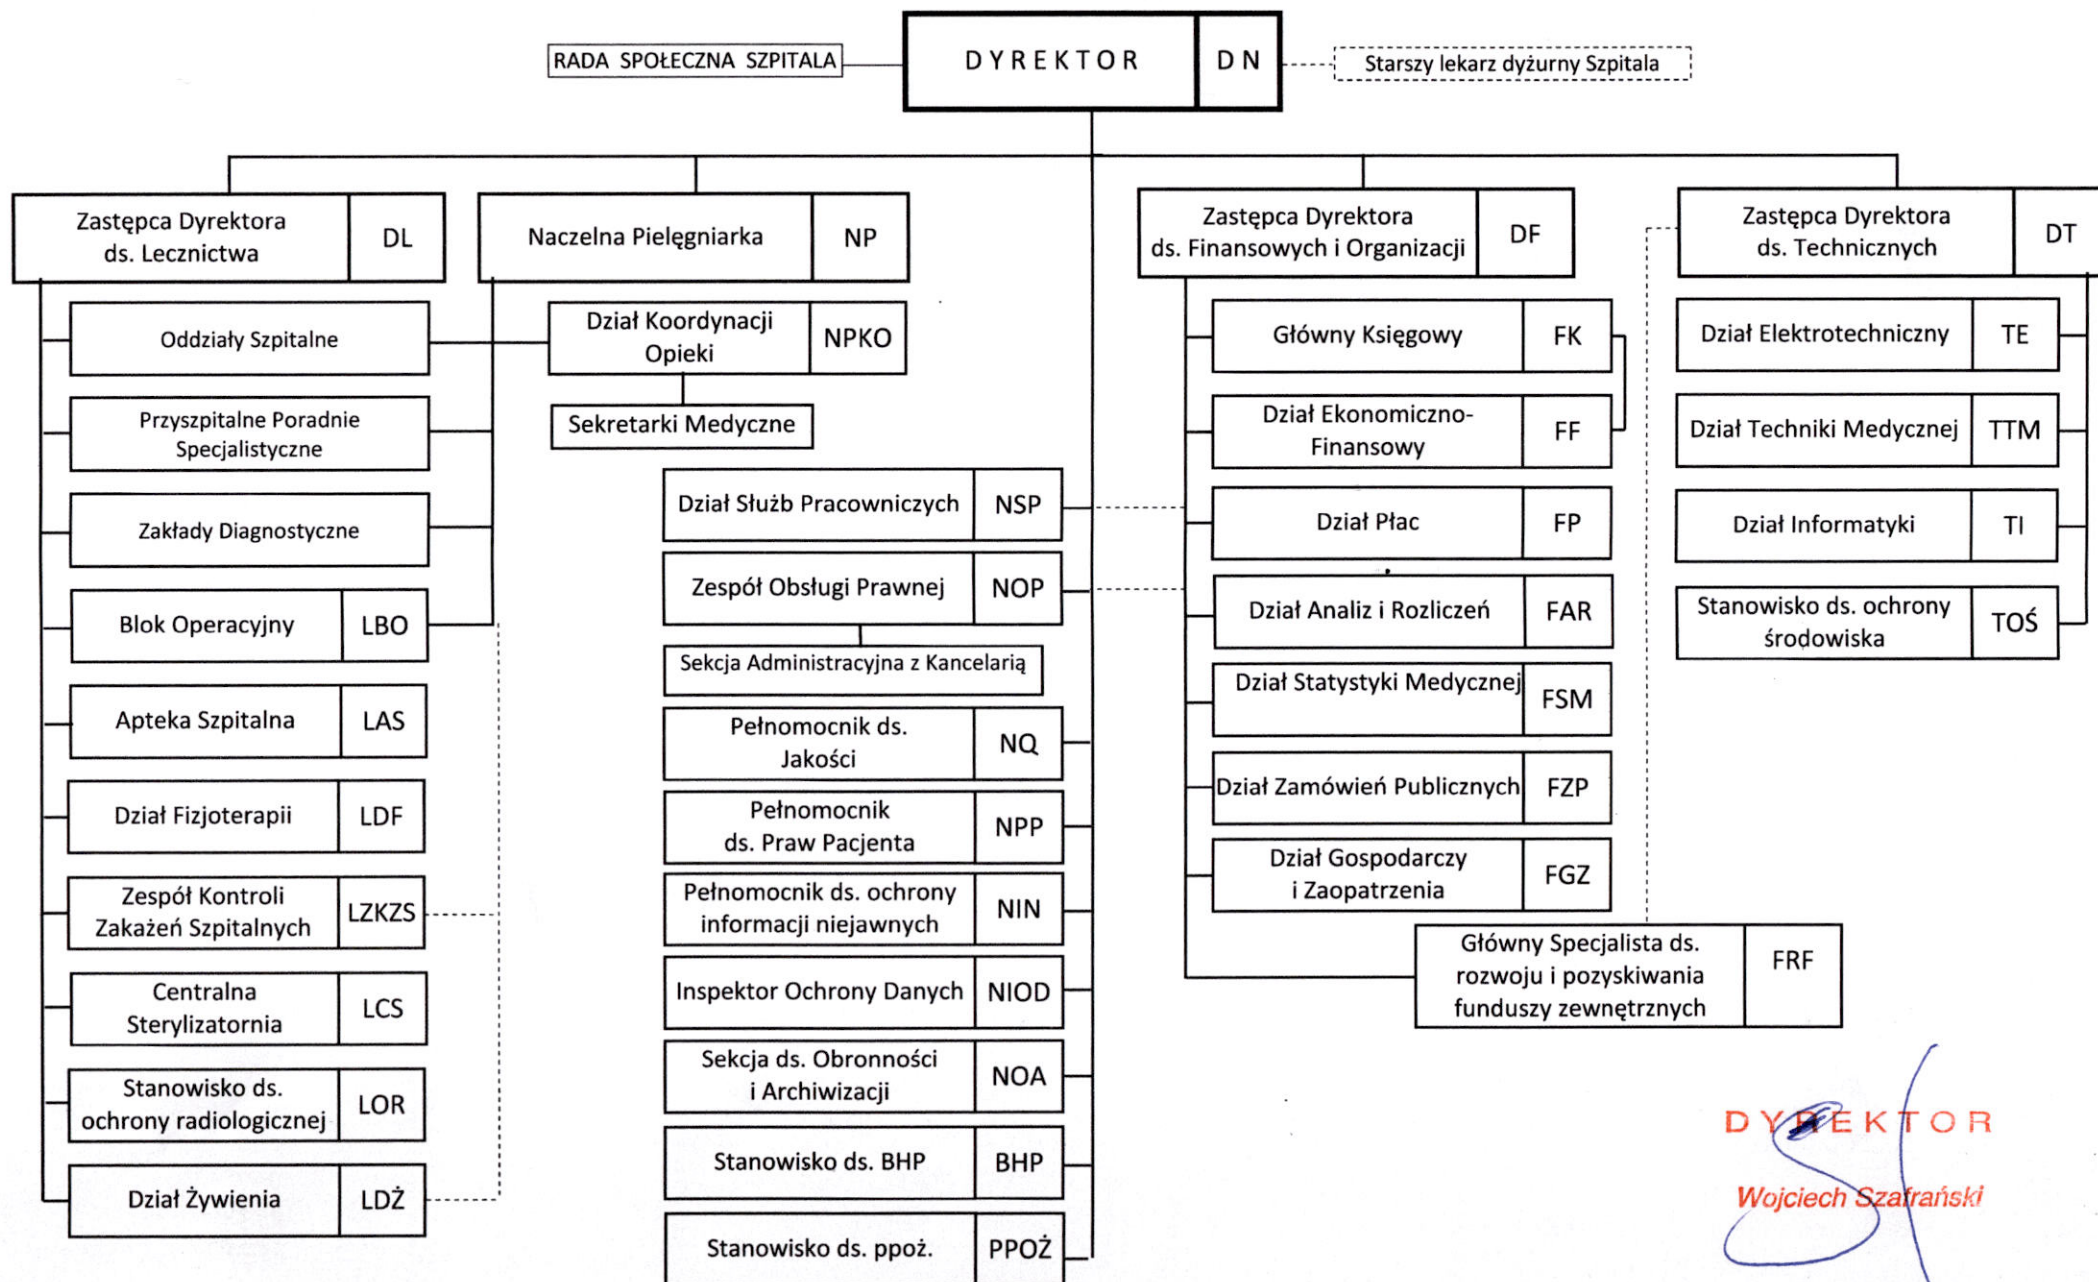 RADA SPOŁECZNA SZPITALA
DYREKTOR
DN
Starszy lekarz dyżurny Szpitala
Zastępca Dyrektora
ds. Lecznictwa
DL
Naczelna Pielęgniarka
NP
Zastępca Dyrektora
ds. Finansowych i Organizacji
DF
Zastępca Dyrektora
ds. Technicznych
DT
Oddziały Szpitalne
Przyszpitalne Poradnie
Specjalistyczne
Zakłady Diagnostyczne
Blok Operacyjny
LBO
Apteka Szpitalna
LAS
Dział Fizjoterapii
LDF
Zespół Kontroli
Zakażeń Szpitalnych
LZKZS
Centralna
Sterylizatornia
LCS
Stanowisko ds.
ochrony radiologicznej
LOR
Dział Żywienia
LDŻ
Dział Koordynacji
Opieki
NPKO
Sekretarki Medyczne
Dział Służb Pracowniczych
NSP
Zespół Obsługi Prawnej
NOP
Sekcja Administracyjna z Kancelarią
Pełnomocnik ds.
Jakości
NQ
Pełnomocnik
ds. Praw Pacjenta
NPP
Pełnomocnik ds. ochrony
informacji niejawnych
NIN
Inspektor Ochrony Danych
NIOD
Sekcja ds. Obronności
i Archiwizacji
NOA
Stanowisko ds. BHP
BHP
Stanowisko ds. ppoż.
PPOŻ
Główny Księgowy
FK
Dział Ekonomiczno-
Finansowy
FF
Dział Płac
FP
Dział Analiz i Rozliczeń
FAR
Dział Statystyki Medycznej
FSM
Dział Zamówień Publicznych
FZP
Dział Gospodarczy
i Zaopatrzenia
FGZ
Główny Specjalista ds.
rozwoju i pozyskiwania
funduszy zewnętrznych
FRF
Dział Elektrotechniczny
TE
Dział Techniki Medycznej
TTM
Dział Informatyki
TI
Stanowisko ds. ochrony
środowiska
TOŚ
DYREKTOR
Wojciech Szafrański